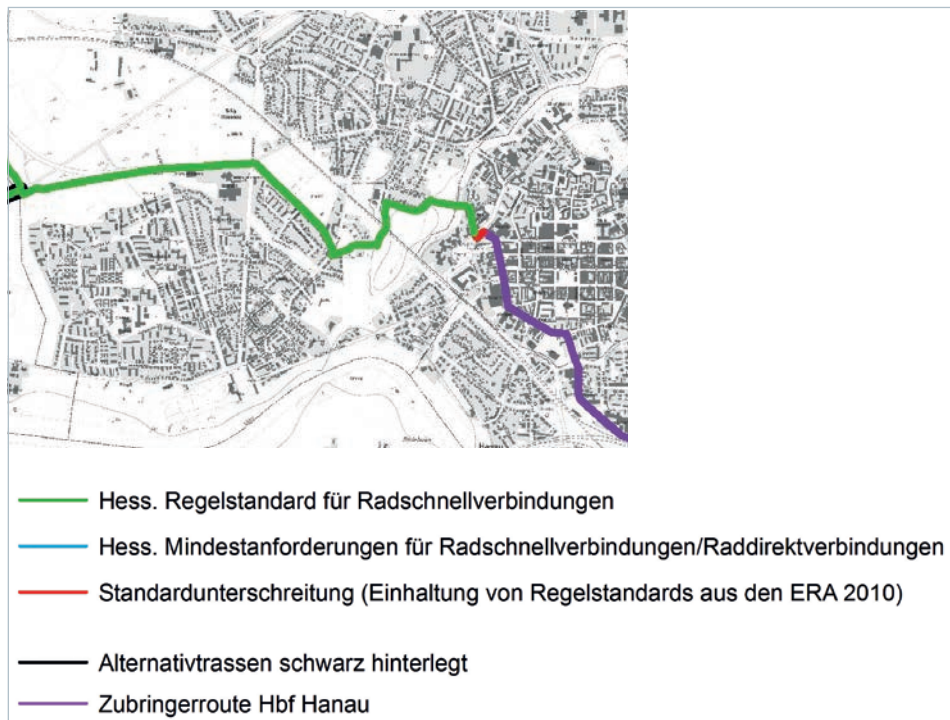 Hess. Regelstandard für Radschnellverbindungen
Hess. Mindestanforderungen für Radschnellverbindungen/Raddirektverbindungen
Standardunterschreitung (Einhaltung von Regelstandards aus den ERA 2010)
Alternativtrassen schwarz hinterlegt
Zubringerroute Hbf Hanau